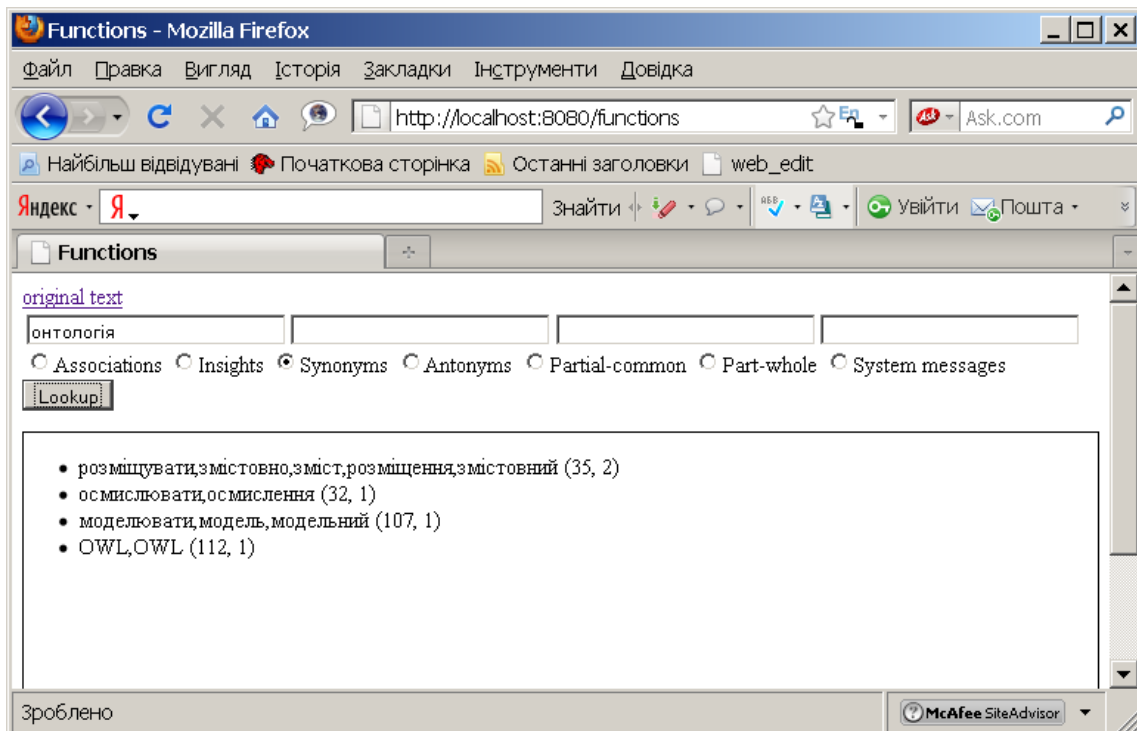 Functions - Mozilla Firefox
Файл Правка Вигляд Історія Закладки Інструменти Довідка
http://localhost:8080/functions Ask.com
Найбільш відвідувані Початкова сторінка Останні заголовки web_edit
Яндекс Я Знайти АБВ Увійти Пошта
Functions
original text
онтологія
Associations Insights Synonyms Antonyms Partial-common Part-whole System messages
Lookup
розміщувати,змістовно,зміст,розміщення,змістовний (35, 2)
осмислювати,осмислення (32, 1)
моделювати,модель,модельний (107, 1)
OWL,OWL (112, 1)
Зроблено McAfee SiteAdvisor